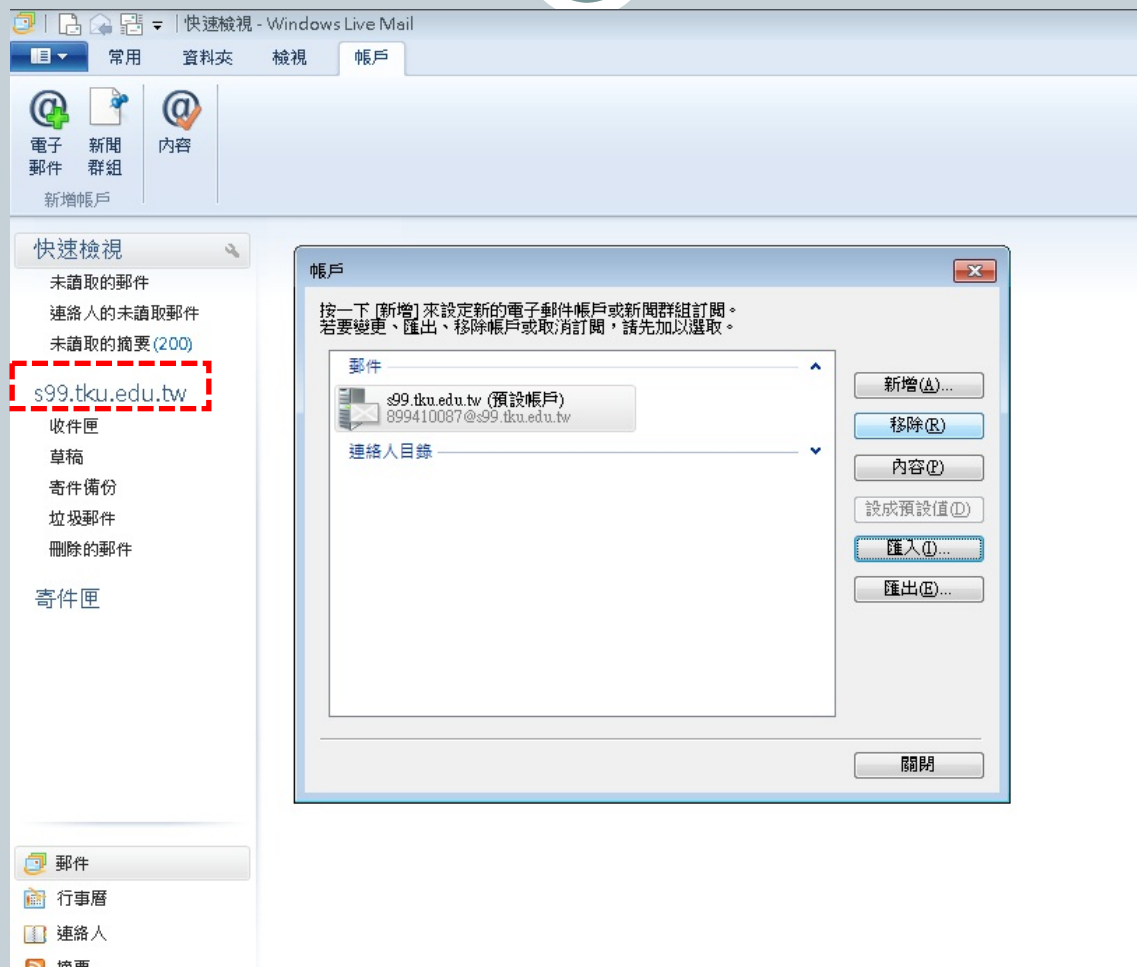 快速檢視 - Windows Live Mail
常用 資料夾 檢視 帳戶
電子郵件
新聞群組
內容
新增帳戶
快速檢視
未讀取的郵件
連絡人的未讀取郵件
未讀取的摘要 (200)
s99.tku.edu.tw
收件匣
草稿
寄件備份
垃圾郵件
刪除的郵件
寄件匣
郵件
行事曆
連絡人
摘要
帳戶
按一下 [新增] 來設定新的電子郵件帳戶或新聞群組訂閱。
若要變更、匯出、移除帳戶或取消訂閱，請先加以選取。
郵件
s99.tku.edu.tw (預設帳戶)
899410087@s99.tku.edu.tw
連絡人目錄
新增(A)...
移除(R)
內容(P)
設成預設值(D)
匯入(I)...
匯出(E)...
關閉